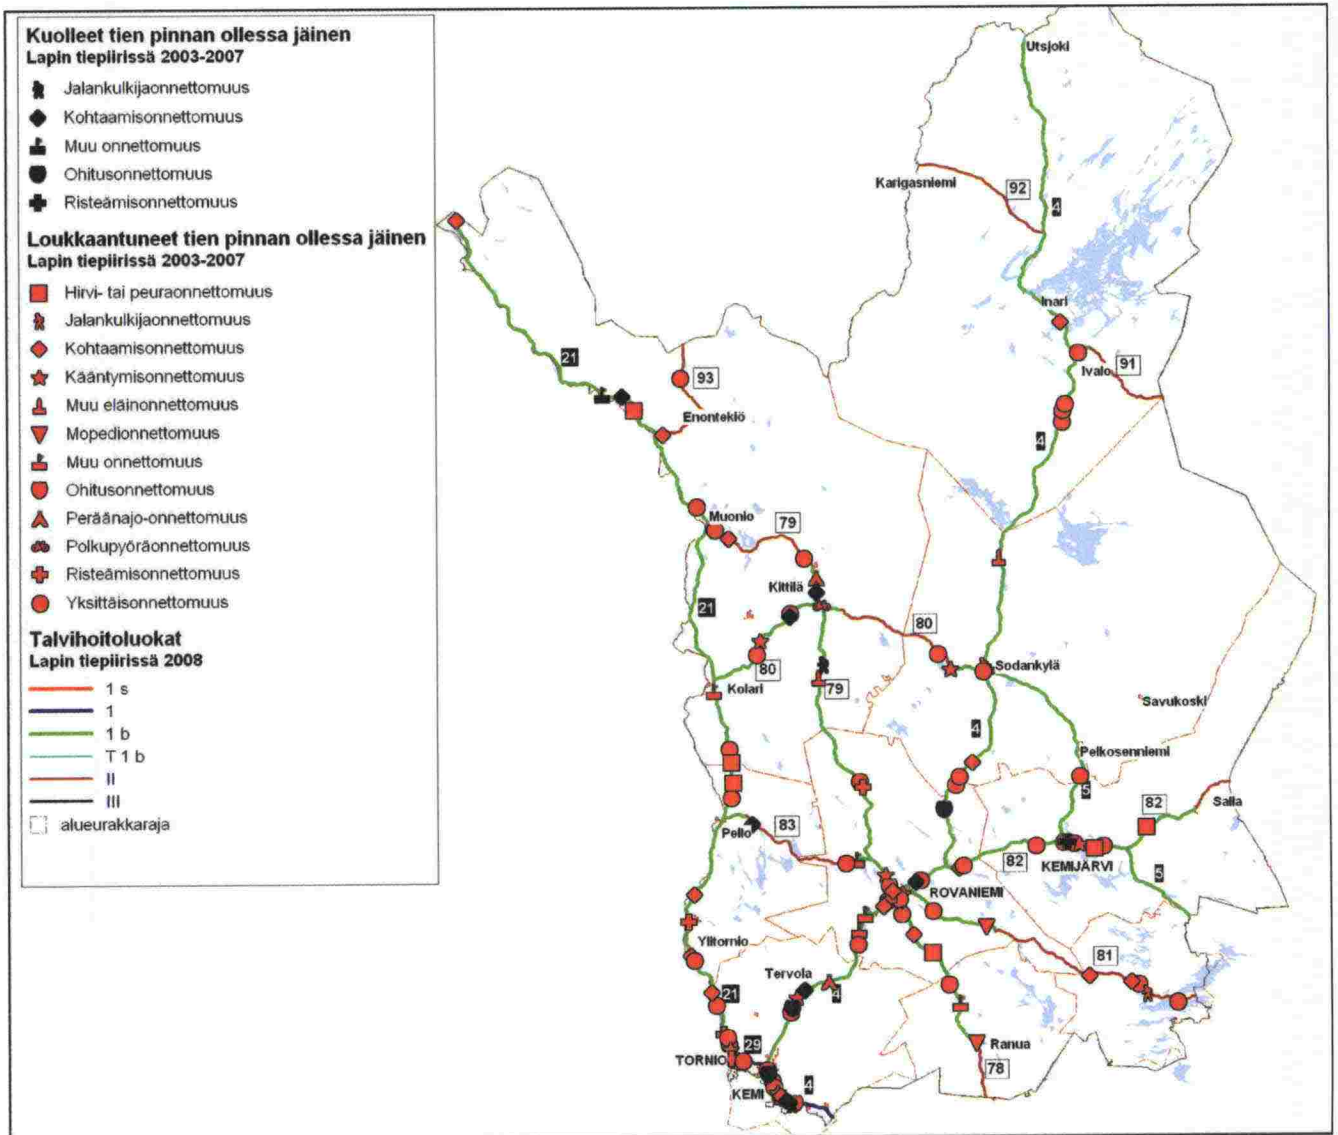 Kuolleet tien pinnan ollessa jäinen
Lapin tiepiirissä 2003-2007
Jalankulkijaonnettomuus
Kohtaamisonnettomuus
Muu onnettomuus
Ohitusonnettomuus
Risteämisonnettomuus
Loukkaantuneet tien pinnan ollessa jäinen
Lapin tiepiirissä 2003-2007
Hirvi- tai peuraonnettomuus
Jalankulkijaonnettomuus
Kohtaamisonnettomuus
Kääntymisonnettomuus
Muu eläinonnettomuus
Mopedionnettomuus
Muu onnettomuus
Ohitusonnettomuus
Peräänajo-onnettomuus
Polkupyöräonnettomuus
Risteämisonnettomuus
Yksittäisonnettomuus
Talvihoitoluokat
Lapin tiepiirissä 2008
1 s
1
1 b
T 1 b
II
III
alueurakkaraja
Utsjoki
Karigasniemi
92
4
Inari
Ivalo
91
21
93
Enontekiö
4
Muonio
79
Kittilä
21
80
80
Sodankylä
Kolari
79
Savukoski
4
Pelkosenniemi
5
82
Salla
Pello
83
82
KEMIJÄRVI
5
ROVANIEMI
Ylitornio
81
Tervola
4
21
29
TORNIO
Ranua
78
KEMI
4